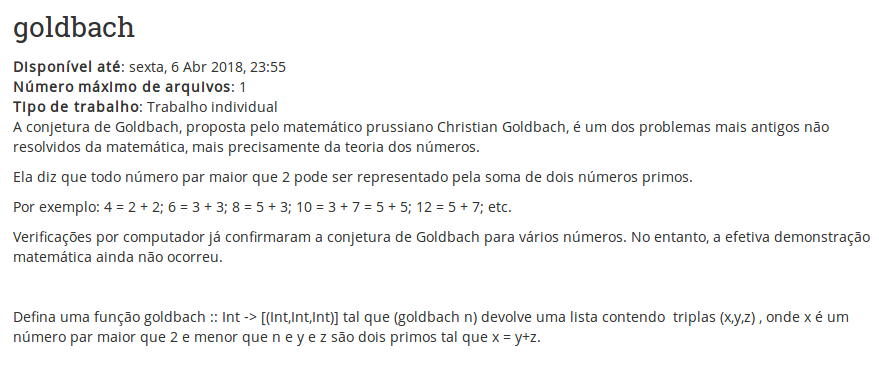 goldbach
Disponível até: sexta, 6 Abr 2018, 23:55
Número máximo de arquivos: 1
Tipo de trabalho: Trabalho individual
A conjetura de Goldbach, proposta pelo matemático prussiano Christian Goldbach, é um dos problemas mais antigos não
resolvidos da matemática, mais precisamente da teoria dos números.
Ela diz que todo número par maior que 2 pode ser representado pela soma de dois números primos.
Por exemplo: 4 = 2 + 2; 6 = 3 + 3; 8 = 5 + 3; 10 = 3 + 7 = 5 + 5; 12 = 5 + 7; etc.
Verificações por computador já confirmaram a conjetura de Goldbach para vários números. No entanto, a efetiva demonstração
matemática ainda não ocorreu.
Defina uma função goldbach :: Int -> [(Int,Int,Int)] tal que (goldbach n) devolve uma lista contendo  triplas (x,y,z) , onde x é um
número par maior que 2 e menor que n e y e z são dois primos tal que x = y+z.